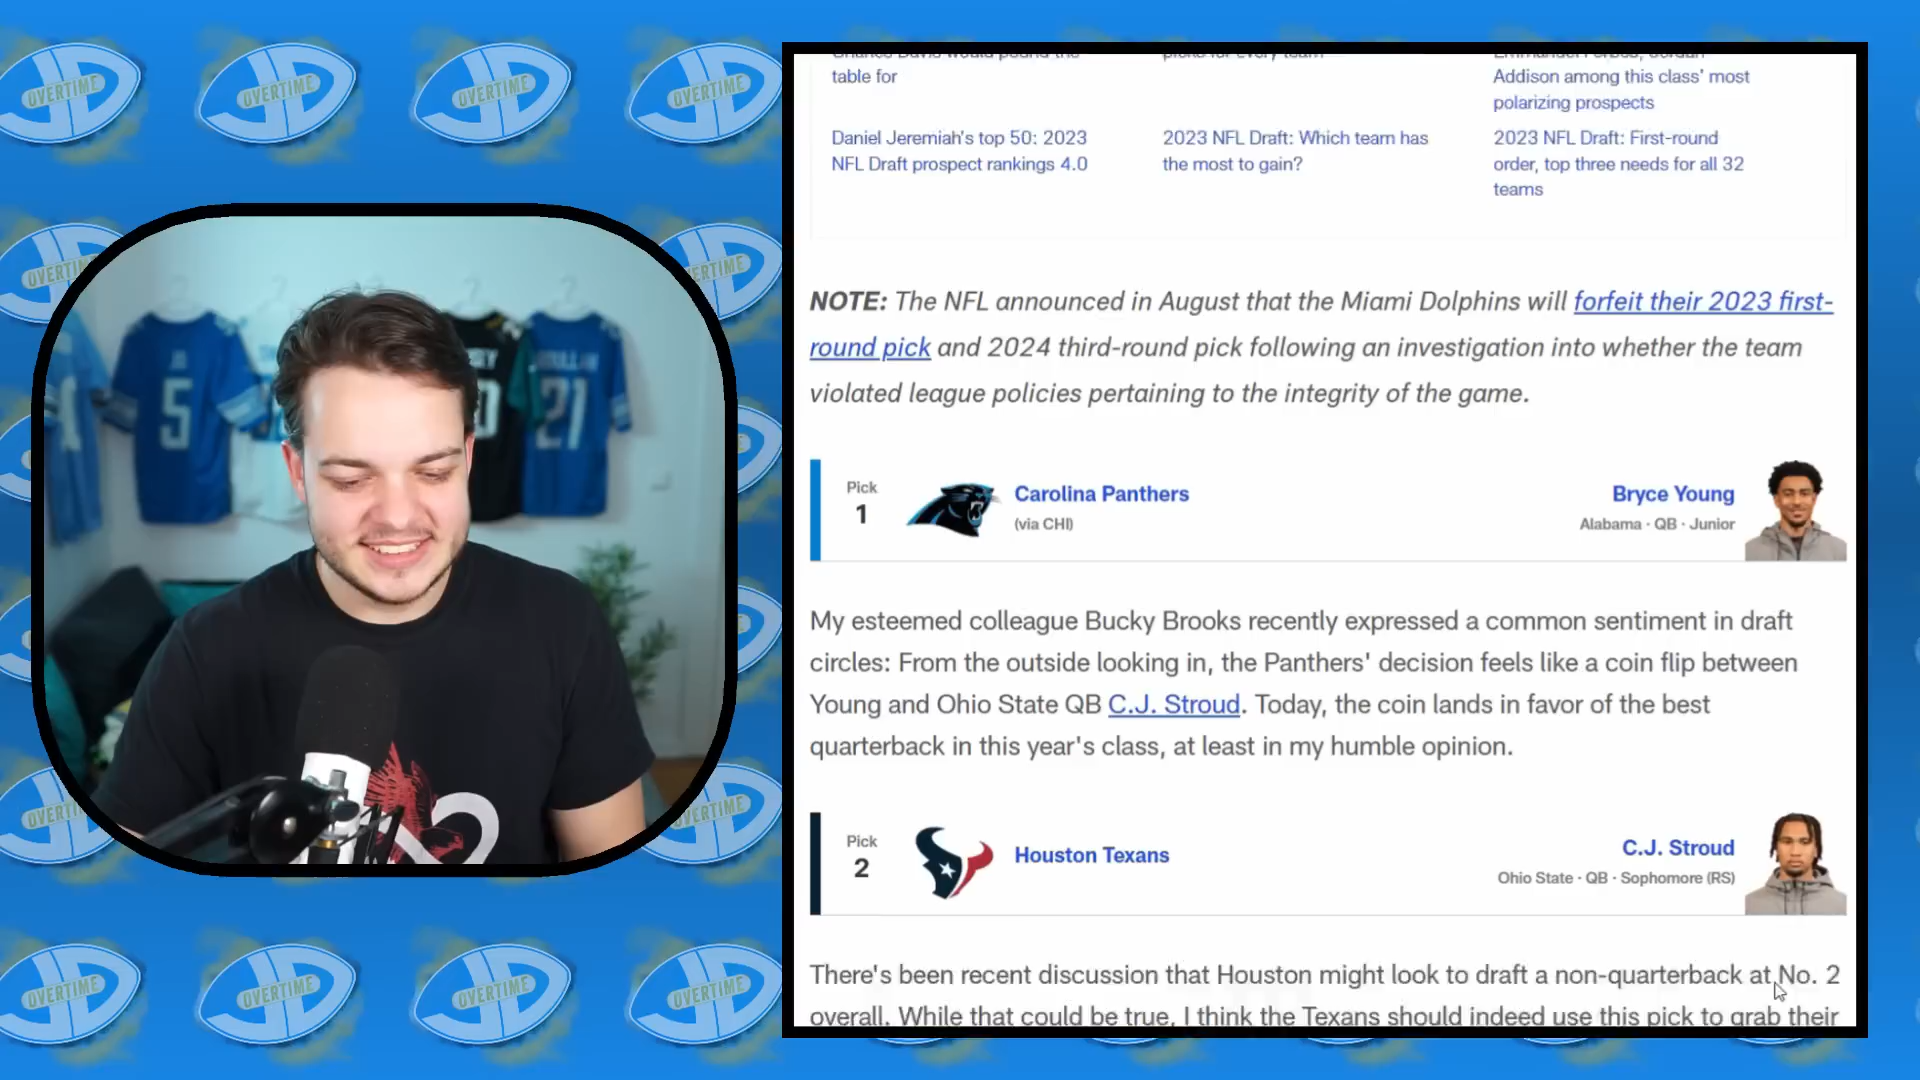 OVERTIME
OVERTIME
OVERTIME
OVERTIME
table for
Addison among this class' most
polarizing prospects
Daniel Jeremiah's top 50: 2023
NFL Draft prospect rankings 4.0
2023 NFL Draft: Which team has
the most to gain?
2023 NFL Draft: First-round
order, top three needs for all 32
teams
NOTE: The NFL announced in August that the Miami Dolphins will forfeit their 2023 first-
round pick and 2024 third-round pick following an investigation into whether the team
violated league policies pertaining to the integrity of the game.
5
21
Pick
1
Carolina Panthers
(via CHI)
Bryce Young
Alabama · QB · Junior
My esteemed colleague Bucky Brooks recently expressed a common sentiment in draft
circles: From the outside looking in, the Panthers' decision feels like a coin flip between
Young and Ohio State QB C.J. Stroud. Today, the coin lands in favor of the best
quarterback in this year's class, at least in my humble opinion.
Pick
2
Houston Texans
C.J. Stroud
Ohio State · QB · Sophomore (RS)
There's been recent discussion that Houston might look to draft a non-quarterback at No. 2
overall. While that could be true, I think the Texans should indeed use this pick to grab their
OVERTIME
OVERTIME
OVERTIME
OVERTIME